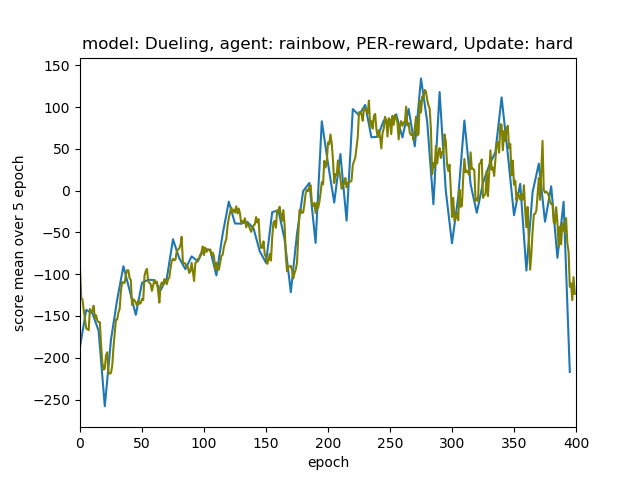 model: Dueling, agent: rainbow, PER-reward, Update: hard
150
100
50
0
−50
−100
−150
−200
−250
score mean over 5 epoch
0 50 100 150 200 250 300 350 400
epoch